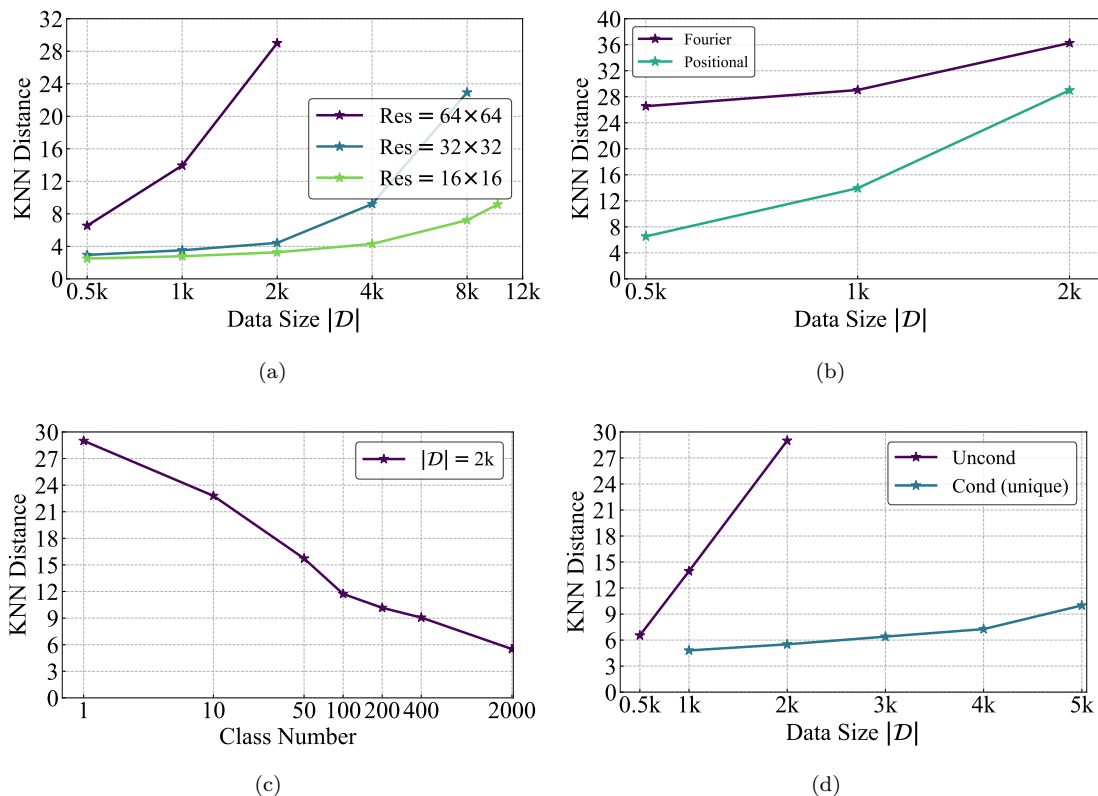 32
28
24
20
16
12
8
4
0
KNN Distance
Res = 64×64
Res = 32×32
Res = 16×16
0.5k 1k 2k 4k 8k 12k
Data Size |𝒟|
(a)
40
36
32
28
24
20
16
12
8
4
0
KNN Distance
Fourier
Positional
0.5k 1k 2k
Data Size |𝒟|
(b)
30
27
24
21
18
15
12
9
6
3
0
KNN Distance
|𝒟| = 2k
1 10 50 100 200 400 2000
Class Number
(c)
30
27
24
21
18
15
12
9
6
3
0
KNN Distance
Uncond
Cond (unique)
0.5k 1k 2k 3k 4k 5k
Data Size |𝒟|
(d)